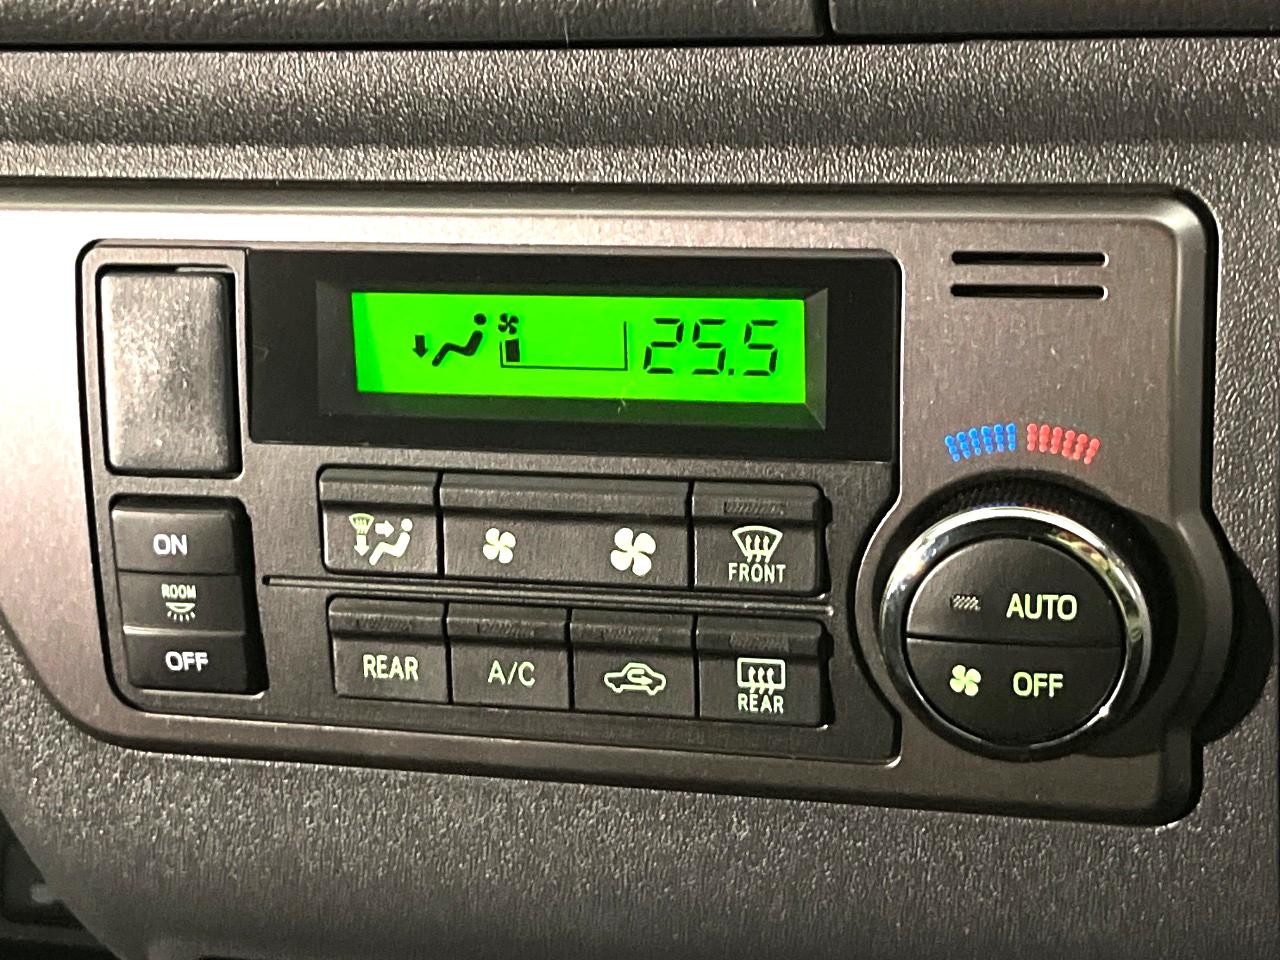 25.5
ON
ROOM
OFF
FRONT
REAR
A/C
REAR
AUTO
OFF